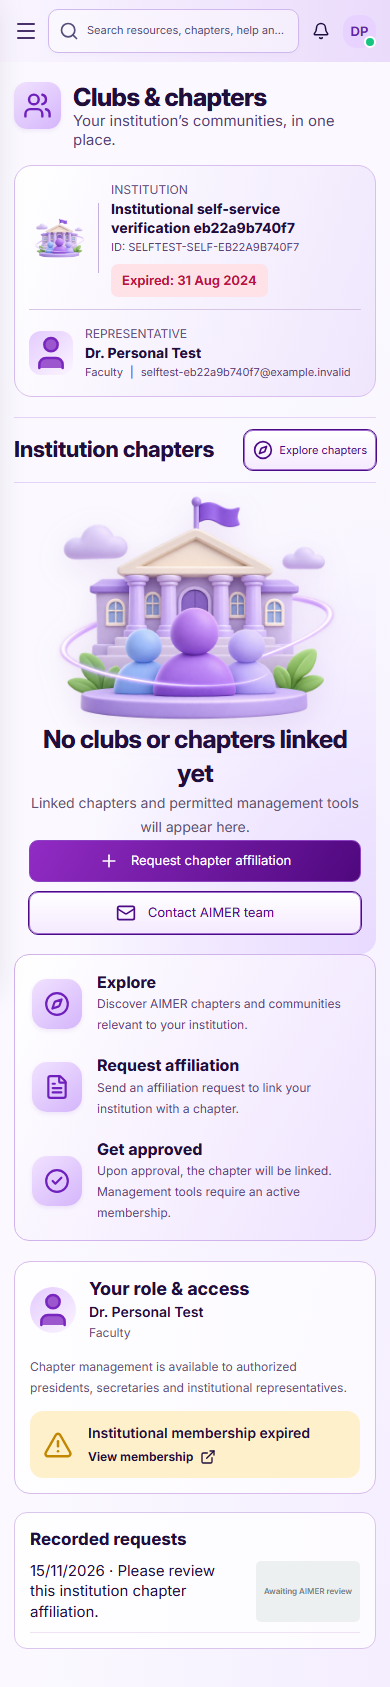 Search resources, chapters, help an...
DP
Clubs & chapters
Your institution's communities, in one
place.
INSTITUTION
Institutional self-service
verification eb22a9b740f7
ID: SELFTEST-SELF-EB22A9B740F7
Expired: 31 Aug 2024
REPRESENTATIVE
Dr. Personal Test
Faculty | selftest-eb22a9b740f7@example.invalid
Institution chapters
Explore chapters
No clubs or chapters linked
yet
Linked chapters and permitted management tools
will appear here.
Request chapter affiliation
Contact AIMER team
Explore
Discover AIMER chapters and communities
relevant to your institution.
Request affiliation
Send an affiliation request to link your
institution with a chapter.
Get approved
Upon approval, the chapter will be linked.
Management tools require an active
membership.
Your role & access
Dr. Personal Test
Faculty
Chapter management is available to authorized
presidents, secretaries and institutional representatives.
Institutional membership expired
View membership
Recorded requests
15/11/2026 · Please review
this institution chapter
affiliation.
Awaiting AIMER review